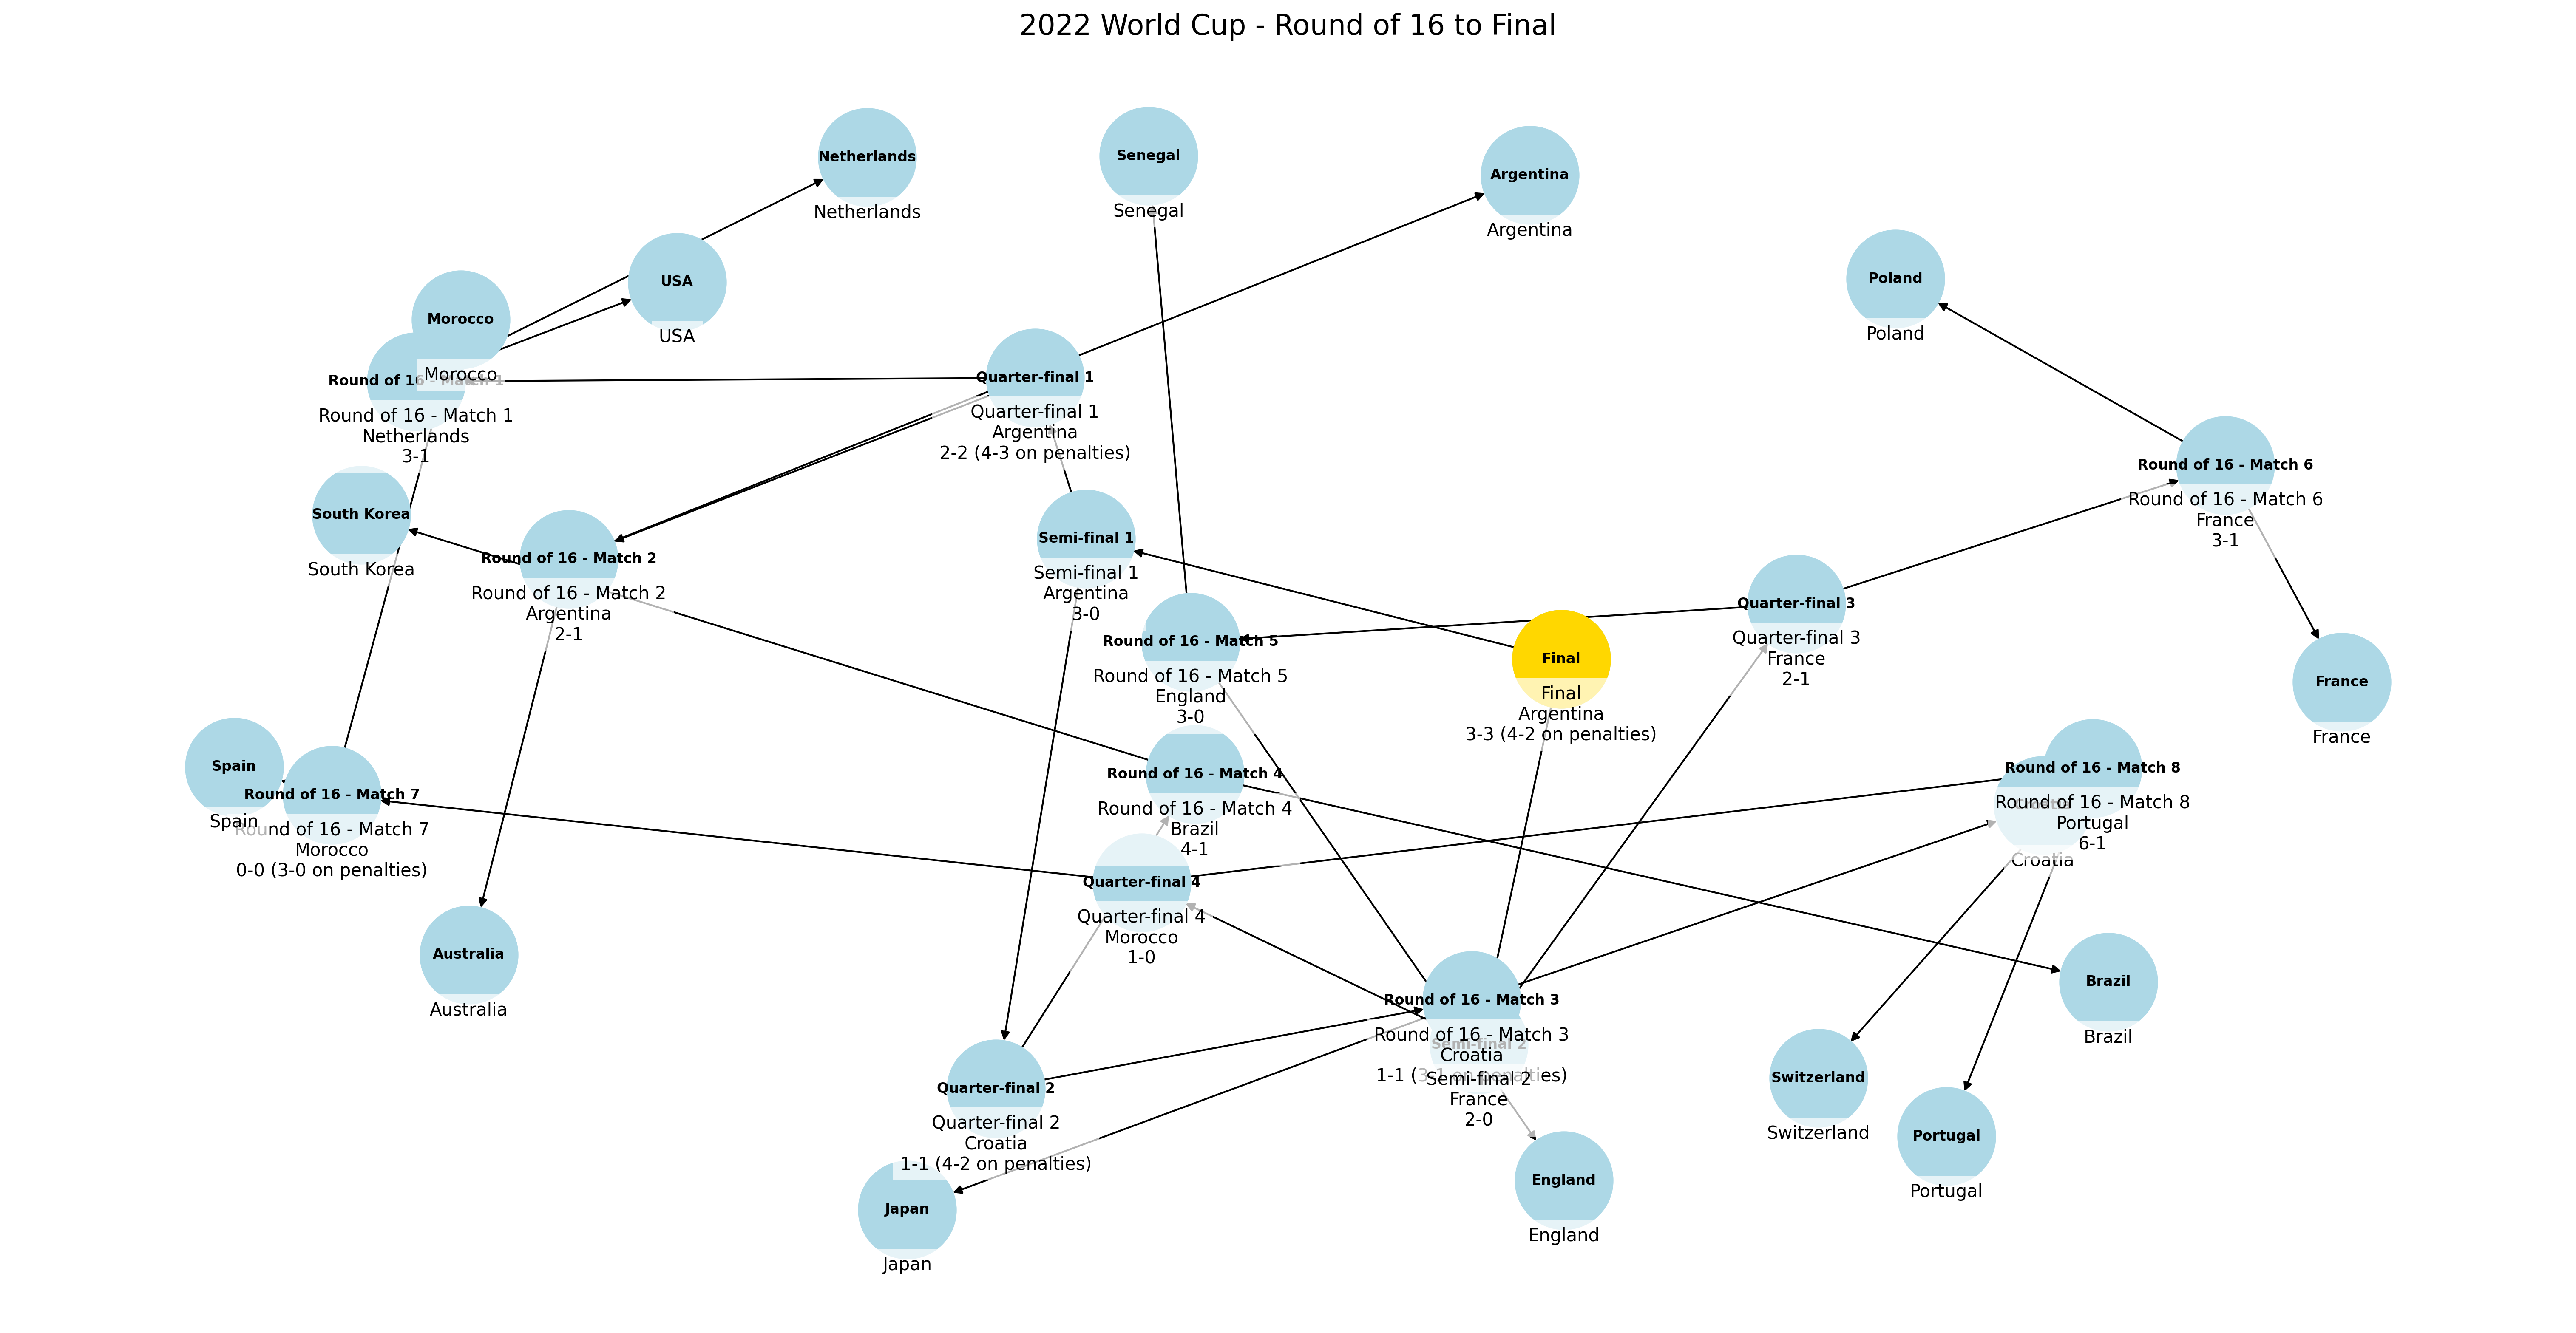 2022 World Cup - Round of 16 to Final
Netherlands
Netherlands
Senegal
Senegal
Argentina
Argentina
USA
USA
Poland
Poland
Morocco
Morocco
Round of 16 - Match 1
Round of 16 - Match 1
Netherlands
3-1
Quarter-final 1
Quarter-final 1
Argentina
2-2 (4-3 on penalties)
Round of 16 - Match 6
Round of 16 - Match 6
France
3-1
South Korea
South Korea
Round of 16 - Match 2
Round of 16 - Match 2
Argentina
2-1
Semi-final 1
Semi-final 1
Argentina
3-0
Quarter-final 3
Quarter-final 3
France
2-1
Round of 16 - Match 5
Round of 16 - Match 5
England
3-0
Final
Final
Argentina
3-3 (4-2 on penalties)
France
France
Spain
Spain
Round of 16 - Match 7
Round of 16 - Match 7
Morocco
0-0 (3-0 on penalties)
Round of 16 - Match 4
Round of 16 - Match 4
Brazil
4-1
Round of 16 - Match 8
Round of 16 - Match 8
Portugal
6-1
Croatia
Quarter-final 4
Quarter-final 4
Morocco
1-0
Australia
Australia
Brazil
Brazil
Round of 16 - Match 3
Round of 16 - Match 3
Croatia
1-1 (3-1 on penalties)
Semi-final 2
Semi-final 2
France
2-0
Quarter-final 2
Quarter-final 2
Croatia
1-1 (4-2 on penalties)
Switzerland
Switzerland
Portugal
Portugal
England
England
Japan
Japan